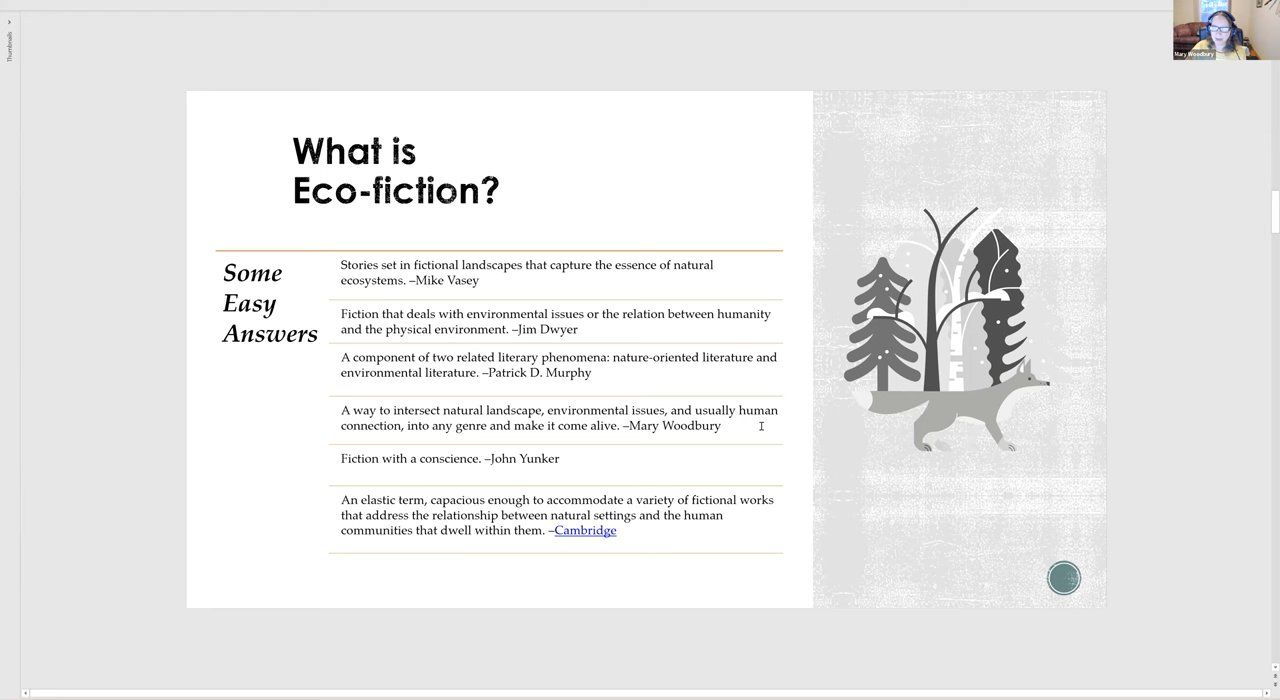 Thumbnails
Mary Woodbury
What is
Eco-fiction?
Some
Easy
Answers
Stories set in fictional landscapes that capture the essence of natural
ecosystems. –Mike Vasey
Fiction that deals with environmental issues or the relation between humanity
and the physical environment. –Jim Dwyer
A component of two related literary phenomena: nature-oriented literature and
environmental literature. –Patrick D. Murphy
A way to intersect natural landscape, environmental issues, and usually human
connection, into any genre and make it come alive. –Mary Woodbury
Fiction with a conscience. –John Yunker
An elastic term, capacious enough to accommodate a variety of fictional works
that address the relationship between natural settings and the human
communities that dwell within them. –Cambridge